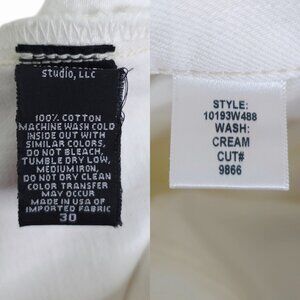 studio, LLC
100% COTTON
MACHINE WASH COLD
INSIDE OUT WITH
SIMILAR COLORS,
DO NOT BLEACH,
TUMBLE DRY LOW,
MEDIUM IRON,
DO NOT DRY CLEAN
COLOR TRANSFER
MAY OCCUR
MADE IN USA OF
IMPORTED FABRIC
30
STYLE:
10193W488
WASH:
CREAM
CUT#
9866